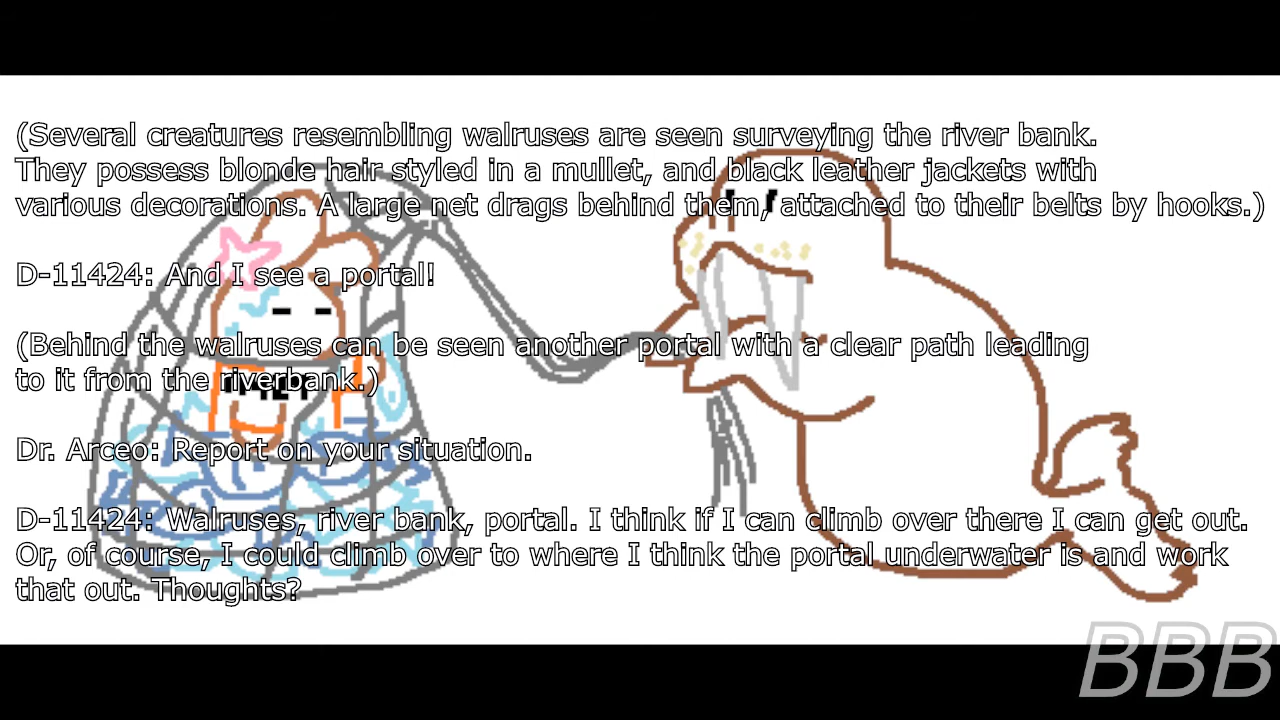 (Several creatures resembling walruses are seen surveying the river bank.
They possess blonde hair styled in a mullet, and black leather jackets with
various decorations. A large net drags behind them, attached to their belts by hooks.)
D-11424: And I see a portal!
(Behind the walruses can be seen another portal with a clear path leading
to it from the riverbank.)
Dr. Arceo: Report on your situation.
D-11424: Walruses, river bank, portal. I think if I can climb over there I can get out.
Or, of course, I could climb over to where I think the portal underwater is and work
that out. Thoughts?
BBB